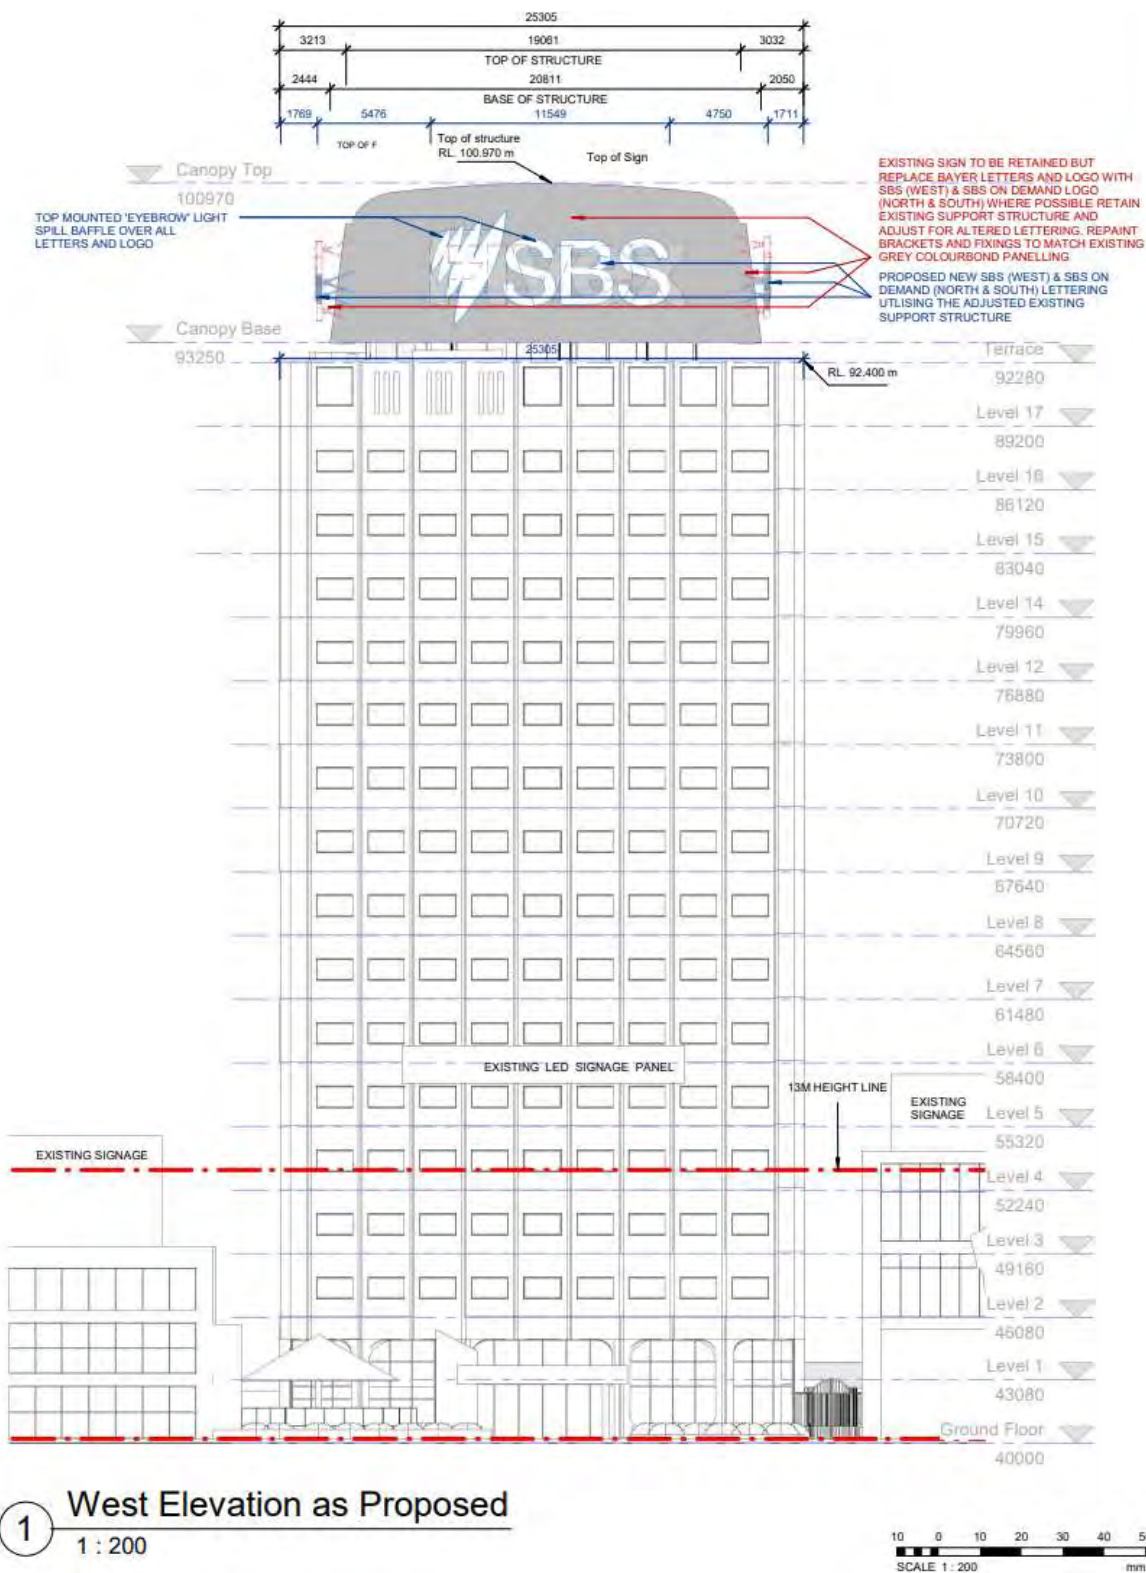 25305
3213 19061 3032
TOP OF STRUCTURE
2444 20811 2050
BASE OF STRUCTURE
1769 5476 11549 4750 1711
TOP OF F
Top of structure
RL. 100.970 m
Top of Sign
Canopy Top
100970
TOP MOUNTED 'EYEBROW' LIGHT
SPILL BAFFLE OVER ALL
LETTERS AND LOGO
SBS
EXISTING SIGN TO BE RETAINED BUT
REPLACE BAYER LETTERS AND LOGO WITH
SBS (WEST) & SBS ON DEMAND LOGO
(NORTH & SOUTH) WHERE POSSIBLE RETAIN
EXISTING SUPPORT STRUCTURE AND
ADJUST FOR ALTERED LETTERING. REPAINT
BRACKETS AND FIXINGS TO MATCH EXISTING
GREY COLOURBOND PANELLING
PROPOSED NEW SBS (WEST) & SBS ON
DEMAND (NORTH & SOUTH) LETTERING
UTLISING THE ADJUSTED EXISTING
SUPPORT STRUCTURE
Canopy Base
93250
25305
RL. 92.400 m
Terrace
92280
Level 17
89200
Level 16
86120
Level 15
83040
Level 14
79960
Level 12
76880
Level 11
73800
Level 10
70720
Level 9
67640
Level 8
64560
Level 7
61480
Level 6
58400
EXISTING LED SIGNAGE PANEL
13M HEIGHT LINE
EXISTING
SIGNAGE
Level 5
55320
EXISTING SIGNAGE
Level 4
52240
Level 3
49160
Level 2
46080
Level 1
43080
Ground Floor
40000
1 West Elevation as Proposed
1 : 200
10 0 10 20 30 40
SCALE 1 : 200 mm